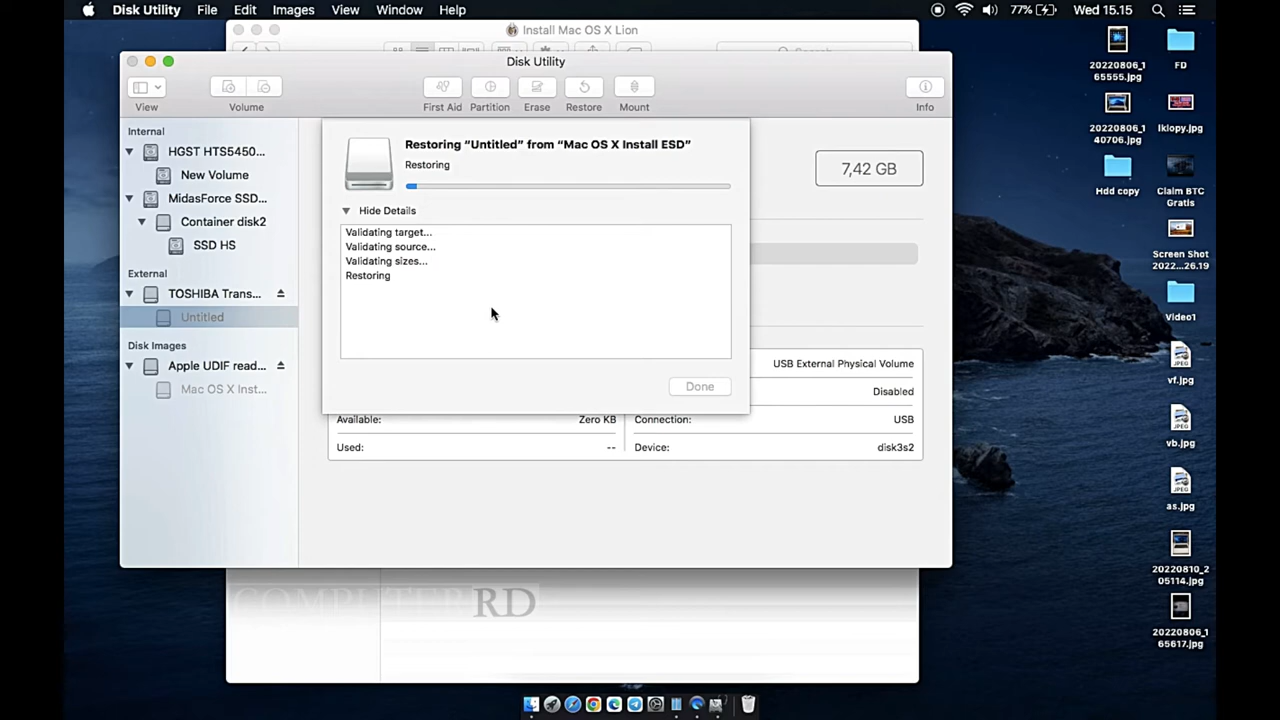 Disk Utility File Edit Images View Window Help 77% Wed 15.15
Install Mac OS X Lion
Search
Disk Utility
View Volume First Aid Partition Erase Restore Mount Info
Internal
HGST HTS5450...
New Volume
MidasForce SSD...
Container disk2
SSD HS
External
TOSHIBA Trans...
Untitled
Disk Images
Apple UDIF read...
Mac OS X Inst...
Restoring “Untitled” from “Mac OS X Install ESD”
Restoring
Hide Details
Validating target...
Validating source...
Validating sizes...
Restoring
Done
7,42 GB
USB External Physical Volume
Disabled
Available: Zero KB
Connection: USB
Used: --
Device: disk3s2
COMPUTER RD
20220806_1
65555.jpg
FD
20220806_1
40706.jpg
Iklopy.jpg
Hdd copy
Claim BTC
Gratis
Screen Shot
2022...26.19
Video1
vf.jpg
vb.jpg
as.jpg
20220810_2
05114.jpg
20220806_1
65617.jpg